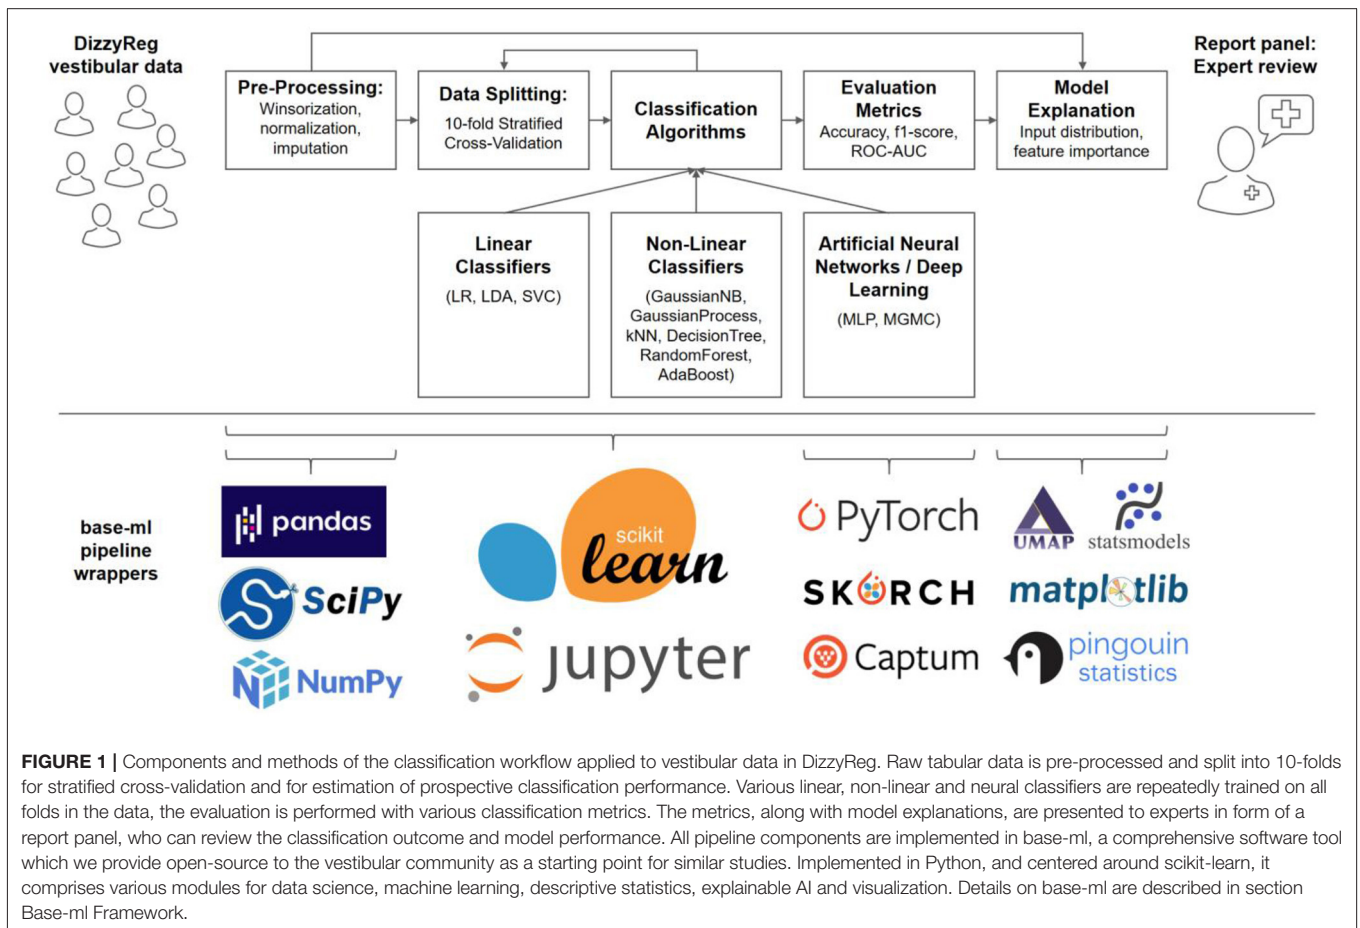 DizzyReg
vestibular data
Pre-Processing:
Winsorization,
normalization,
imputation
Data Splitting:
10-fold Stratified
Cross-Validation
Classification
Algorithms
Evaluation
Metrics
Accuracy, f1-score,
ROC-AUC
Model
Explanation
Input distribution,
feature importance
Report panel:
Expert review
Linear
Classifiers
(LR, LDA, SVC)
Non-Linear
Classifiers
(GaussianNB,
GaussianProcess,
kNN, DecisionTree,
RandomForest,
AdaBoost)
Artificial Neural
Networks / Deep
Learning
(MLP, MGMC)
base-ml
pipeline
wrappers
pandas
SciPy
NumPy
scikit
learn
jupyter
PyTorch
SKORCH
Captum
UMAP
statsmodels
matplotlib
pingouin
statistics
FIGURE 1 | Components and methods of the classification workflow applied to vestibular data in DizzyReg. Raw tabular data is pre-processed and split into 10-folds
for stratified cross-validation and for estimation of prospective classification performance. Various linear, non-linear and neural classifiers are repeatedly trained on all
folds in the data, the evaluation is performed with various classification metrics. The metrics, along with model explanations, are presented to experts in form of a
report panel, who can review the classification outcome and model performance. All pipeline components are implemented in base-ml, a comprehensive software tool
which we provide open-source to the vestibular community as a starting point for similar studies. Implemented in Python, and centered around scikit-learn, it
comprises various modules for data science, machine learning, descriptive statistics, explainable AI and visualization. Details on base-ml are described in section
Base-ml Framework.